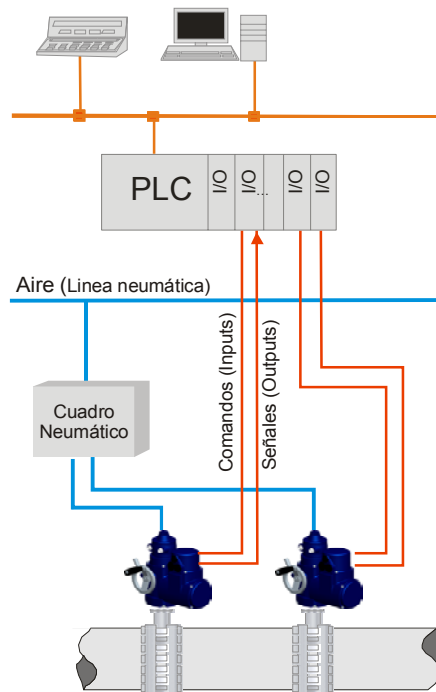 PLC
I/O
I/O...
I/O
I/O
Aire (Linea neumática)
Comandos (Inputs)
Señales (Outputs)
Cuadro
Neumático